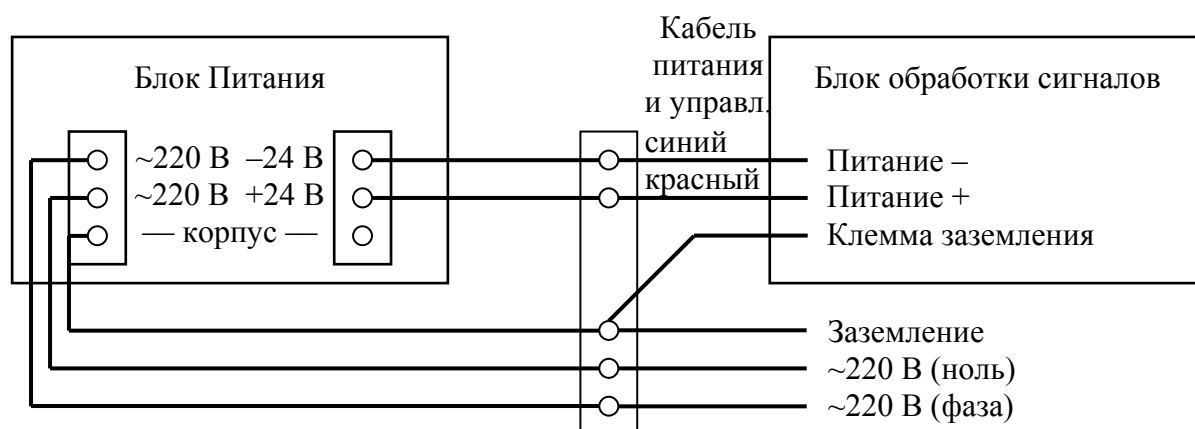 Кабель
питания
и управл.
синий
красный
Блок Питания
Блок обработки сигналов
~220 В –24 В
~220 В +24 В
— корпус —
Питание –
Питание +
Клемма заземления
Заземление
~220 В (ноль)
~220 В (фаза)